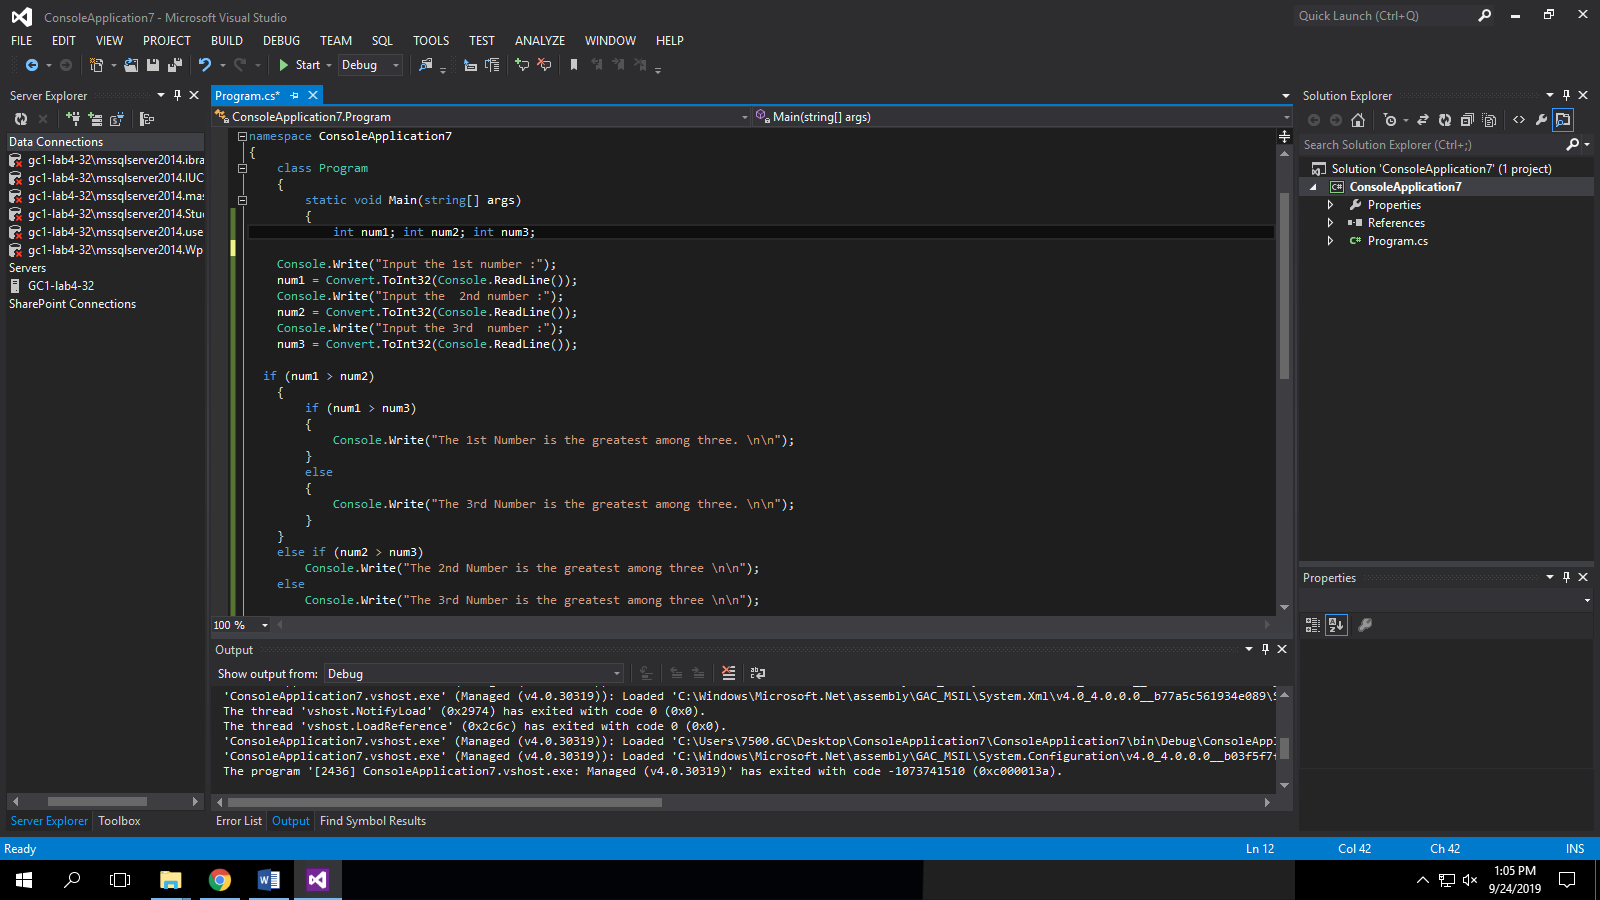 ConsoleApplication7 - Microsoft Visual Studio
Quick Launch (Ctrl+Q)
FILE EDIT VIEW PROJECT BUILD DEBUG TEAM SQL TOOLS TEST ANALYZE WINDOW HELP
Start Debug
Server Explorer
Data Connections
gc1-lab4-32\mssqlserver2014.ibra
gc1-lab4-32\mssqlserver2014.IUC
gc1-lab4-32\mssqlserver2014.mas
gc1-lab4-32\mssqlserver2014.Stu
gc1-lab4-32\mssqlserver2014.use
gc1-lab4-32\mssqlserver2014.Wp
Servers
GC1-lab4-32
SharePoint Connections
Server Explorer Toolbox
Program.cs*
ConsoleApplication7.Program Main(string[] args)
namespace ConsoleApplication7
{
class Program
{
static void Main(string[] args)
{
int num1; int num2; int num3;
Console.Write("Input the 1st number :");
num1 = Convert.ToInt32(Console.ReadLine());
Console.Write("Input the  2nd number :");
num2 = Convert.ToInt32(Console.ReadLine());
Console.Write("Input the 3rd  number :");
num3 = Convert.ToInt32(Console.ReadLine());
if (num1 > num2)
{
if (num1 > num3)
{
Console.Write("The 1st Number is the greatest among three. \n\n");
}
else
{
Console.Write("The 3rd Number is the greatest among three. \n\n");
}
}
else if (num2 > num3)
Console.Write("The 2nd Number is the greatest among three \n\n");
else
Console.Write("The 3rd Number is the greatest among three \n\n");
100 %
Output
Show output from: Debug
'ConsoleApplication7.vshost.exe' (Managed (v4.0.30319)): Loaded 'C:\Windows\Microsoft.Net\assembly\GAC_MSIL\System.Xml\v4.0_4.0.0.0__b77a5c561934e089\
The thread 'vshost.NotifyLoad' (0x2974) has exited with code 0 (0x0).
The thread 'vshost.LoadReference' (0x2c6c) has exited with code 0 (0x0).
'ConsoleApplication7.vshost.exe' (Managed (v4.0.30319)): Loaded 'C:\Users\7500.GC\Desktop\ConsoleApplication7\ConsoleApplication7\bin\Debug\ConsoleAppl
'ConsoleApplication7.vshost.exe' (Managed (v4.0.30319)): Loaded 'C:\Windows\Microsoft.Net\assembly\GAC_MSIL\System.Configuration\v4.0_4.0.0.0__b03f5f7f
The program '[2436] ConsoleApplication7.vshost.exe: Managed (v4.0.30319)' has exited with code -1073741510 (0xc000013a).
Error List Output Find Symbol Results
Solution Explorer
Search Solution Explorer (Ctrl+;)
Solution 'ConsoleApplication7' (1 project)
ConsoleApplication7
Properties
References
Program.cs
Properties
Ready Ln 12 Col 42 Ch 42 INS
1:05 PM
9/24/2019